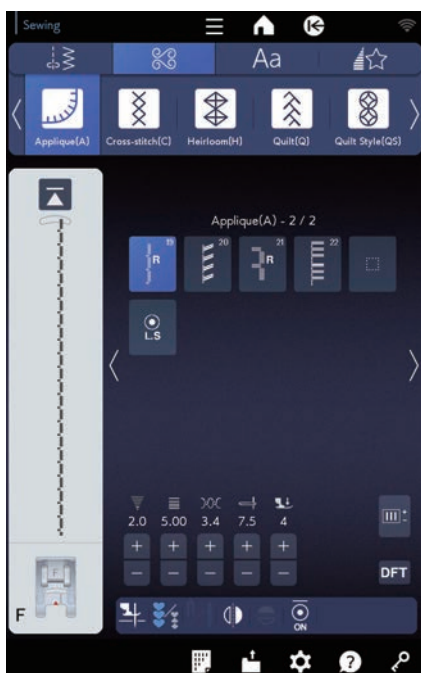 Sewing
Aa
Applique(A) Cross-stitch(C) Heirloom(H) Quilt(Q) Quilt Style(QS)
Applique(A) - 2 / 2
19 R 20 21 R 22
L.S
2.0 5.00 3.4 7.5 4
+ + + + +
- - - - -
DFT
F
F
ON
?